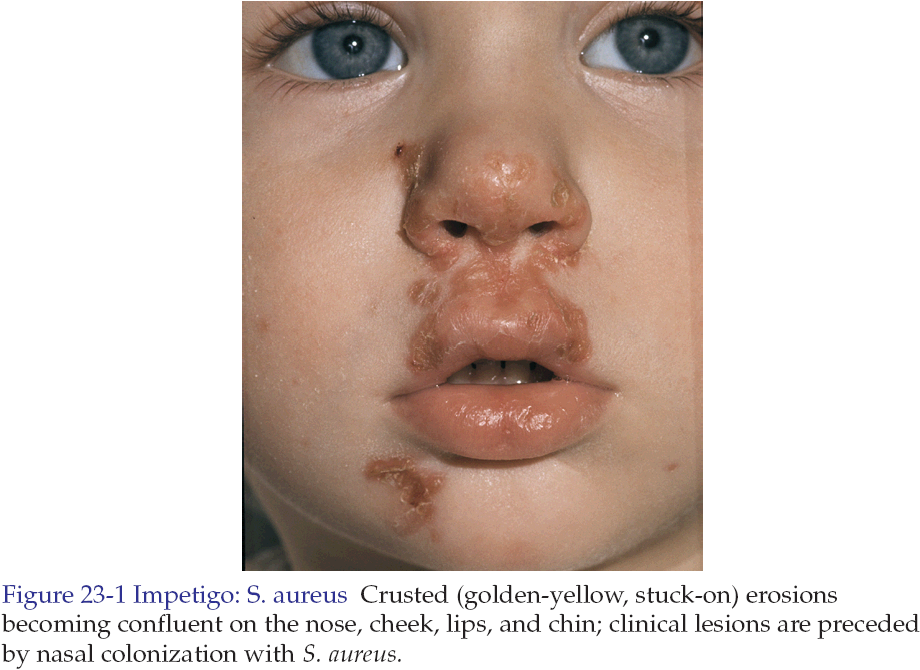 Figure 23-1 Impetigo: S. aureus Crusted (golden-yellow, stuck-on) erosions
becoming confluent on the nose, cheek, lips, and chin; clinical lesions are preceded
by nasal colonization with S. aureus.